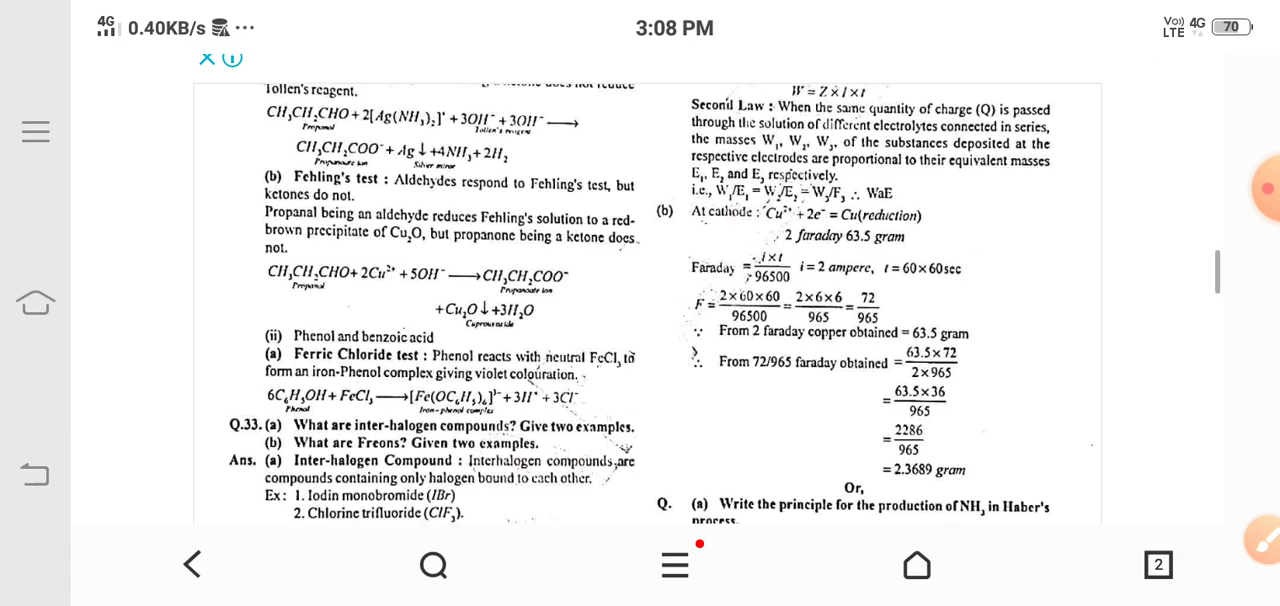 4G 0.40KB/s ...
3:08 PM
Vo)) 4G
LTE
70
Tollen's reagent.
CH₃CH₂CHO + 2[Ag(NH₃)₂]⁺ + 3OH⁻ + 3OH⁻ ⟶
Propanal Tollen's reagent
CH₃CH₂COO⁻ + Ag ↓ +4NH₃ + 2H₂
Propanoate ion Silver mirror
(b) Fehling's test : Aldehydes respond to Fehling's test, but
ketones do not.
Propanal being an aldehyde reduces Fehling's solution to a red-
brown precipitate of Cu₂O, but propanone being a ketone does
not.
CH₃CH₂CHO + 2Cu²⁺ + 5OH⁻ ⟶ CH₃CH₂COO⁻
Propanal Propanoate ion
+Cu₂O ↓ +3H₂O
Cuprous oxide
(ii) Phenol and benzoic acid
(a) Ferric Chloride test : Phenol reacts with neutral FeCl₃ to
form an iron-Phenol complex giving violet colouration.
6C₆H₅OH + FeCl₃ ⟶ [Fe(OC₆H₅)₆]³⁻ + 3H⁺ + 3Cl⁻
Phenol Iron-phenol complex
Q.33. (a) What are inter-halogen compounds? Give two examples.
(b) What are Freons? Given two examples.
Ans. (a) Inter-halogen Compound : Interhalogen compounds are
compounds containing only halogen bound to each other.
Ex: 1. Iodin monobromide (IBr)
2. Chlorine trifluoride (ClF₃).
W = Z × I × t
Second Law : When the same quantity of charge (Q) is passed
through the solution of different electrolytes connected in series,
the masses W₁, W₂, W₃, of the substances deposited at the
respective electrodes are proportional to their equivalent masses
E₁, E₂ and E₃ respectively.
i.e., W₁/E₁ = W₂/E₂ = W₃/F₃ ∴ WaE
(b) At cathode : Cu²⁺ + 2e⁻ = Cu(reduction)
2 faraday 63.5 gram
Faraday = i×t/96500 i = 2 ampere, t = 60×60sec
F = 2×60×60/96500 = 2×6×6/965 = 72/965
∵ From 2 faraday copper obtained = 63.5 gram
∴ From 72/965 faraday obtained = 63.5×72/2×965
= 63.5×36/965
= 2286/965
= 2.3689 gram
Or,
Q. (a) Write the principle for the production of NH₃ in Haber's
process.
2